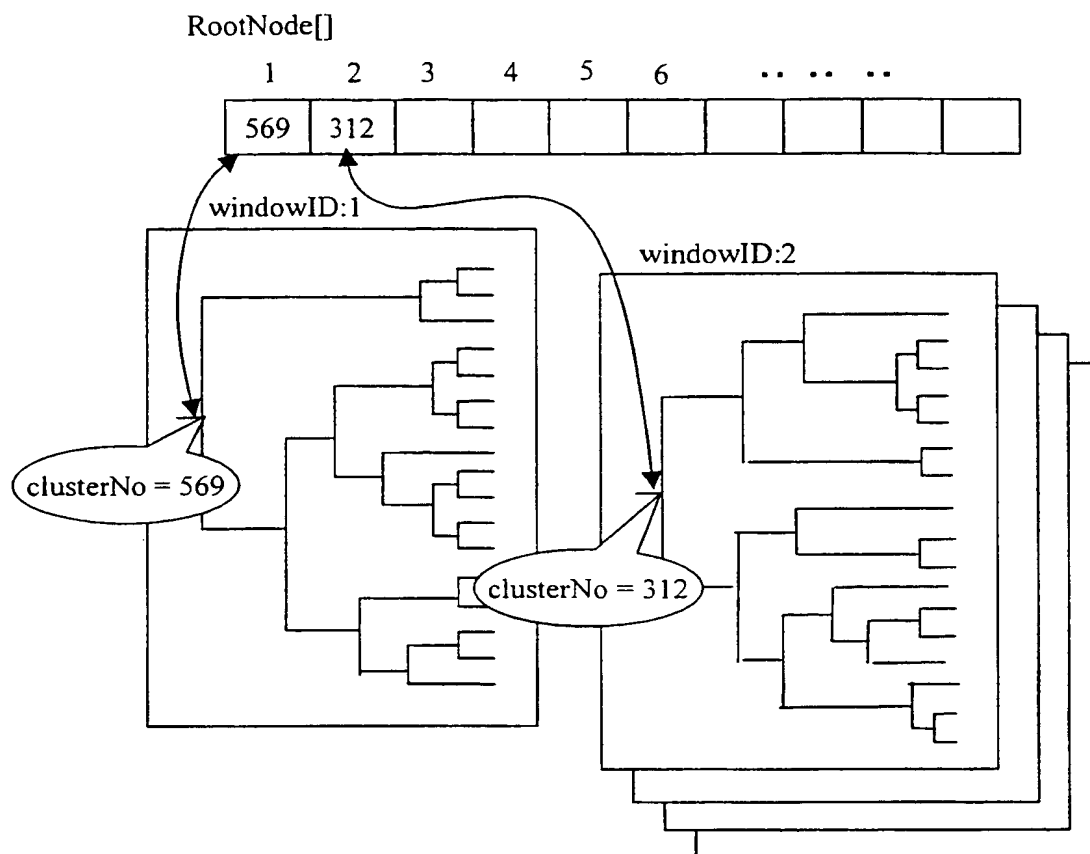 RootNode[]
1 2 3 4 5 6 .. .. ..
569 312
windowID:1
windowID:2
clusterNo = 569
clusterNo = 312